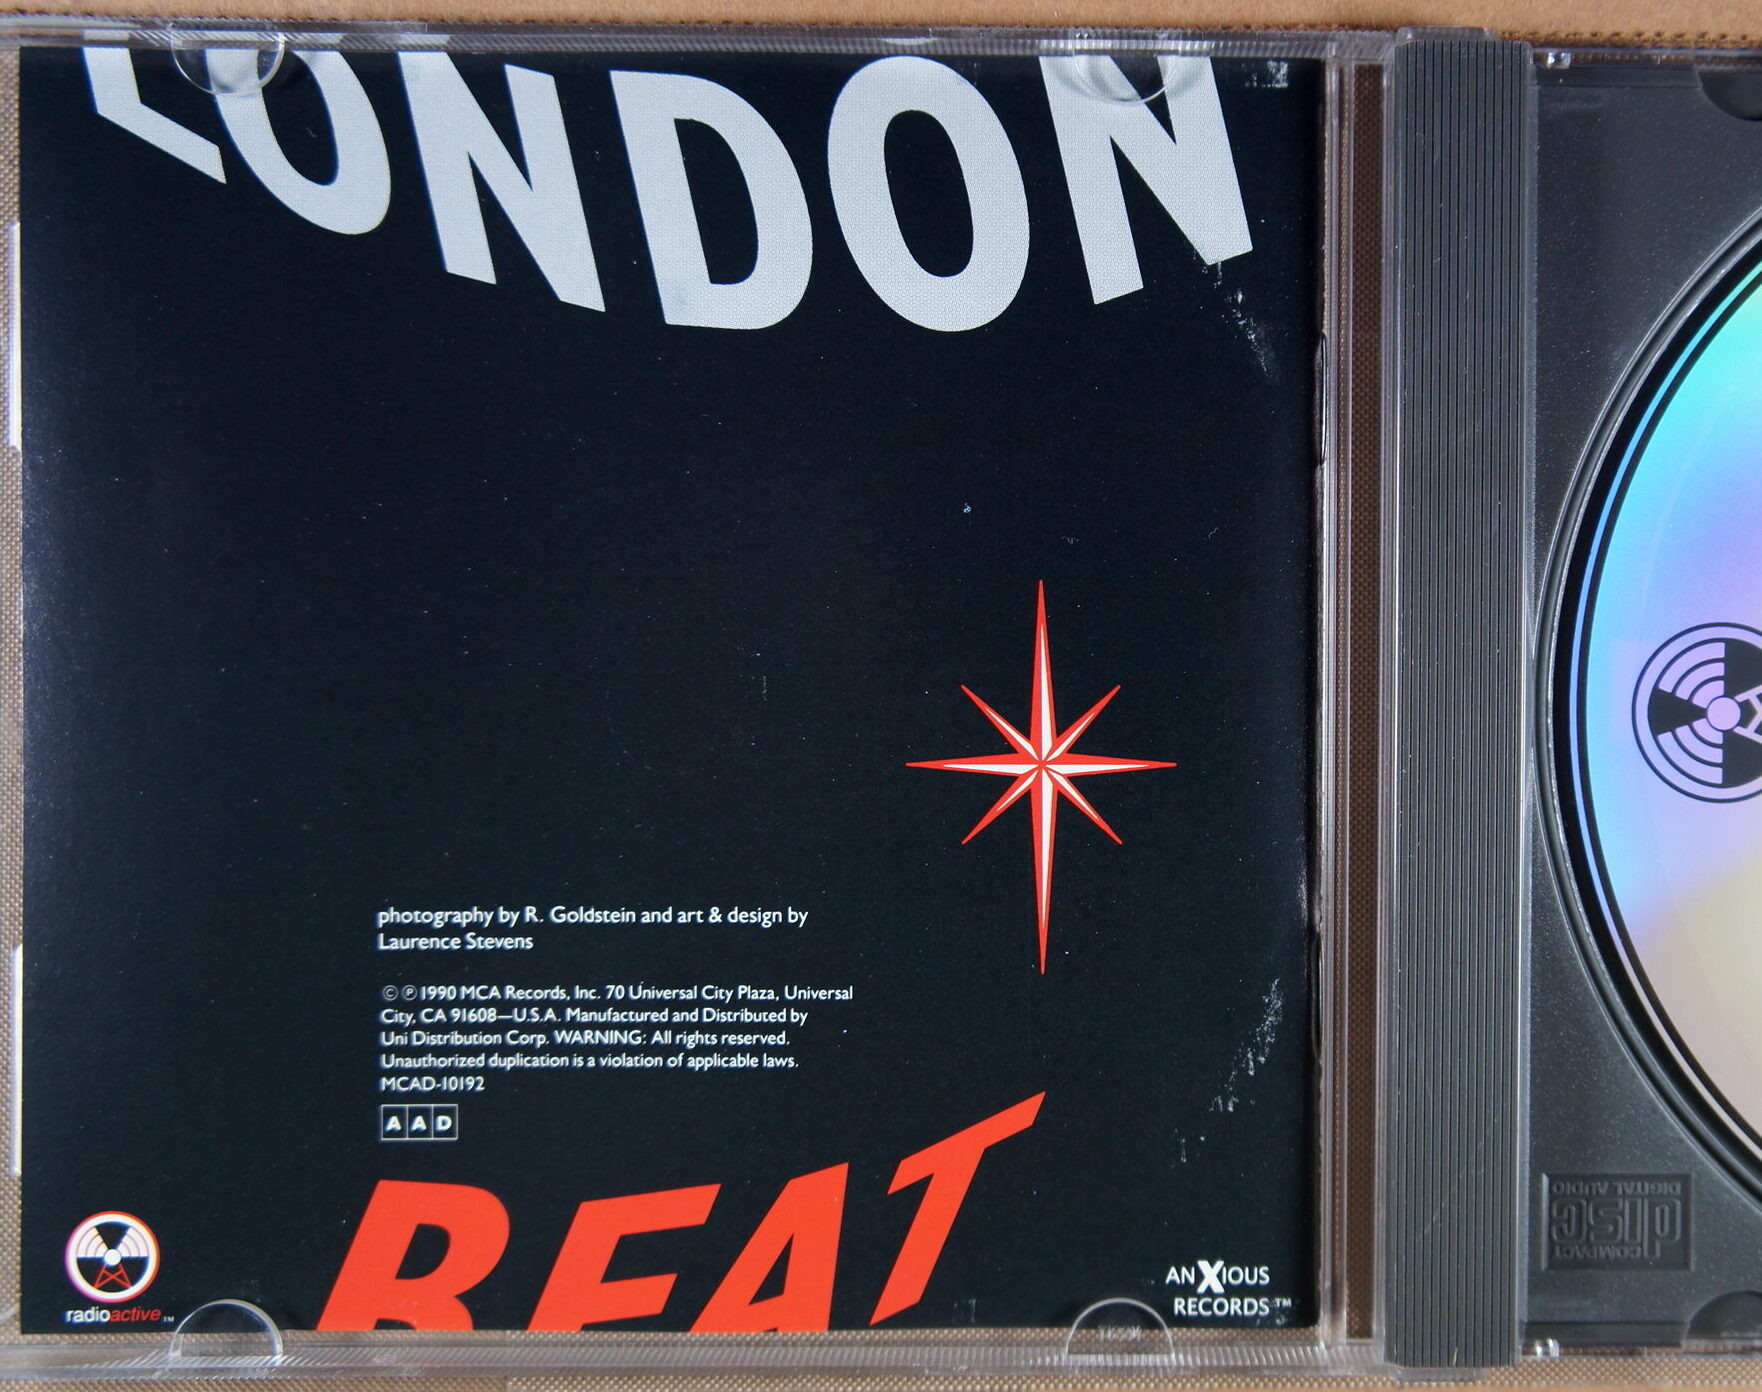 LONDON
photography by R. Goldstein and art & design by
Laurence Stevens
© ℗ 1990 MCA Records, Inc. 70 Universal City Plaza, Universal
City, CA 91608—U.S.A. Manufactured and Distributed by
Uni Distribution Corp. WARNING: All rights reserved.
Unauthorized duplication is a violation of applicable laws.
MCAD-10192
AAD
BEAT
radioactive™
ANXIOUS
RECORDS™
COMPACT
disc
DIGITAL AUDIO